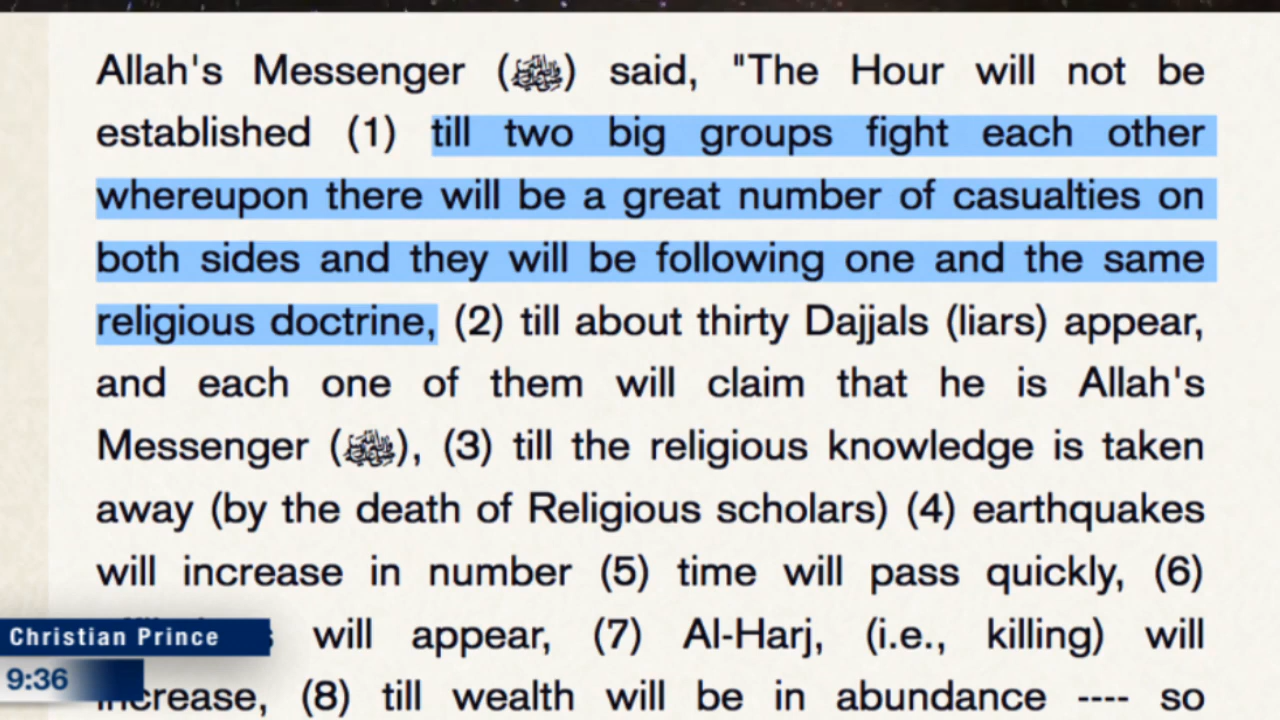 Allah's Messenger (ﷺ) said, "The Hour will not be
established (1) till two big groups fight each other
whereupon there will be a great number of casualties on
both sides and they will be following one and the same
religious doctrine, (2) till about thirty Dajjals (liars) appear,
and each one of them will claim that he is Allah's
Messenger (ﷺ), (3) till the religious knowledge is taken
away (by the death of Religious scholars) (4) earthquakes
will increase in number (5) time will pass quickly, (6)
will appear, (7) Al-Harj, (i.e., killing) will
increase, (8) till wealth will be in abundance ---- so
Christian Prince
9:36